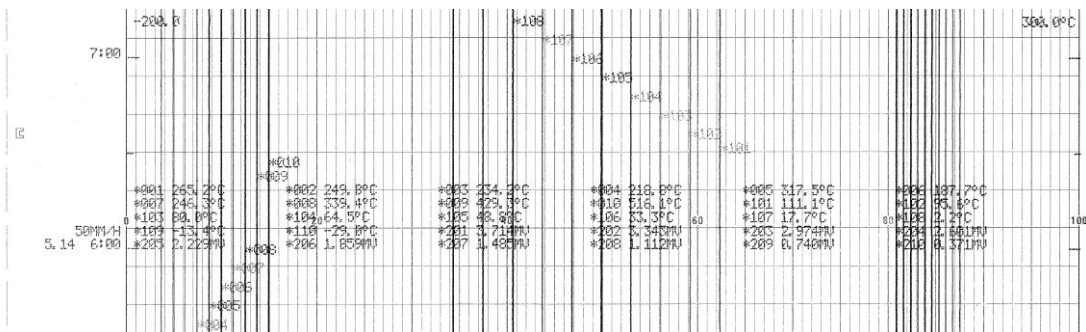 -200.0 *108 300.0°C
*107
7:00 *106
*105
*104
*103
*102
*101
*010
*009
*001 265.2°C *002 249.8°C *003 234.2°C *004 218.8°C *005 317.5°C *006 187.7°C
*007 246.3°C *008 339.4°C *009 429.3°C *010 516.1°C *101 111.1°C *102 95.6°C
*103 80.0°C *104 64.5°C *105 48.8°C *106 33.3°C *107 17.7°C *108 2.2°C
0 20 60 80 100
50MM/H *109 -13.4°C *110 -29.0°C *201 3.714MV *202 3.343MV *203 2.974MV *204 2.601MV
5.14 6:00 *205 2.229MV *206 1.859MV *207 1.485MV *208 1.112MV *209 0.740MV *210 0.371MV
*008
*007
*006
*005
*004